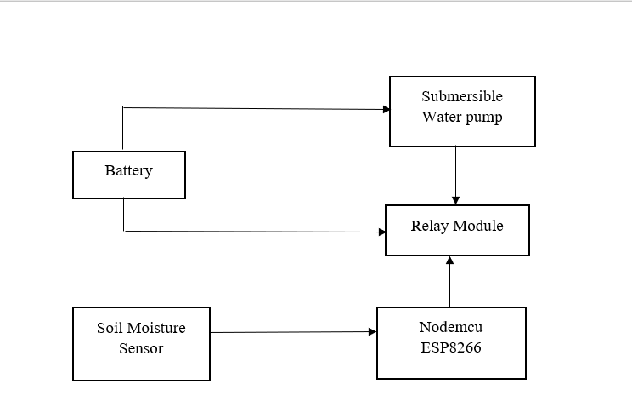 Submersible
Water pump
Battery
Relay Module
Soil Moisture
Sensor
Nodemcu
ESP8266